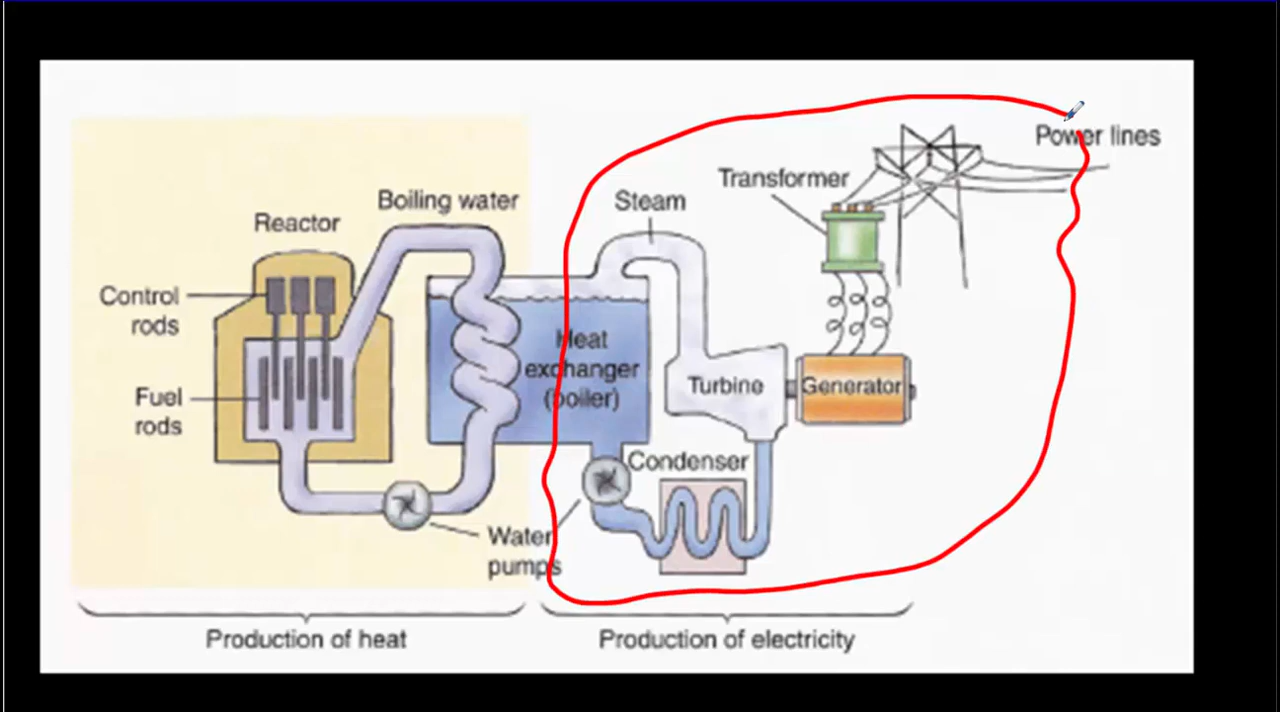 Power lines
Transformer
Steam
Boiling water
Reactor
Control
rods
Fuel
rods
Heat
exchanger
(boiler)
Turbine
Generator
Condenser
Water
pumps
Production of heat
Production of electricity